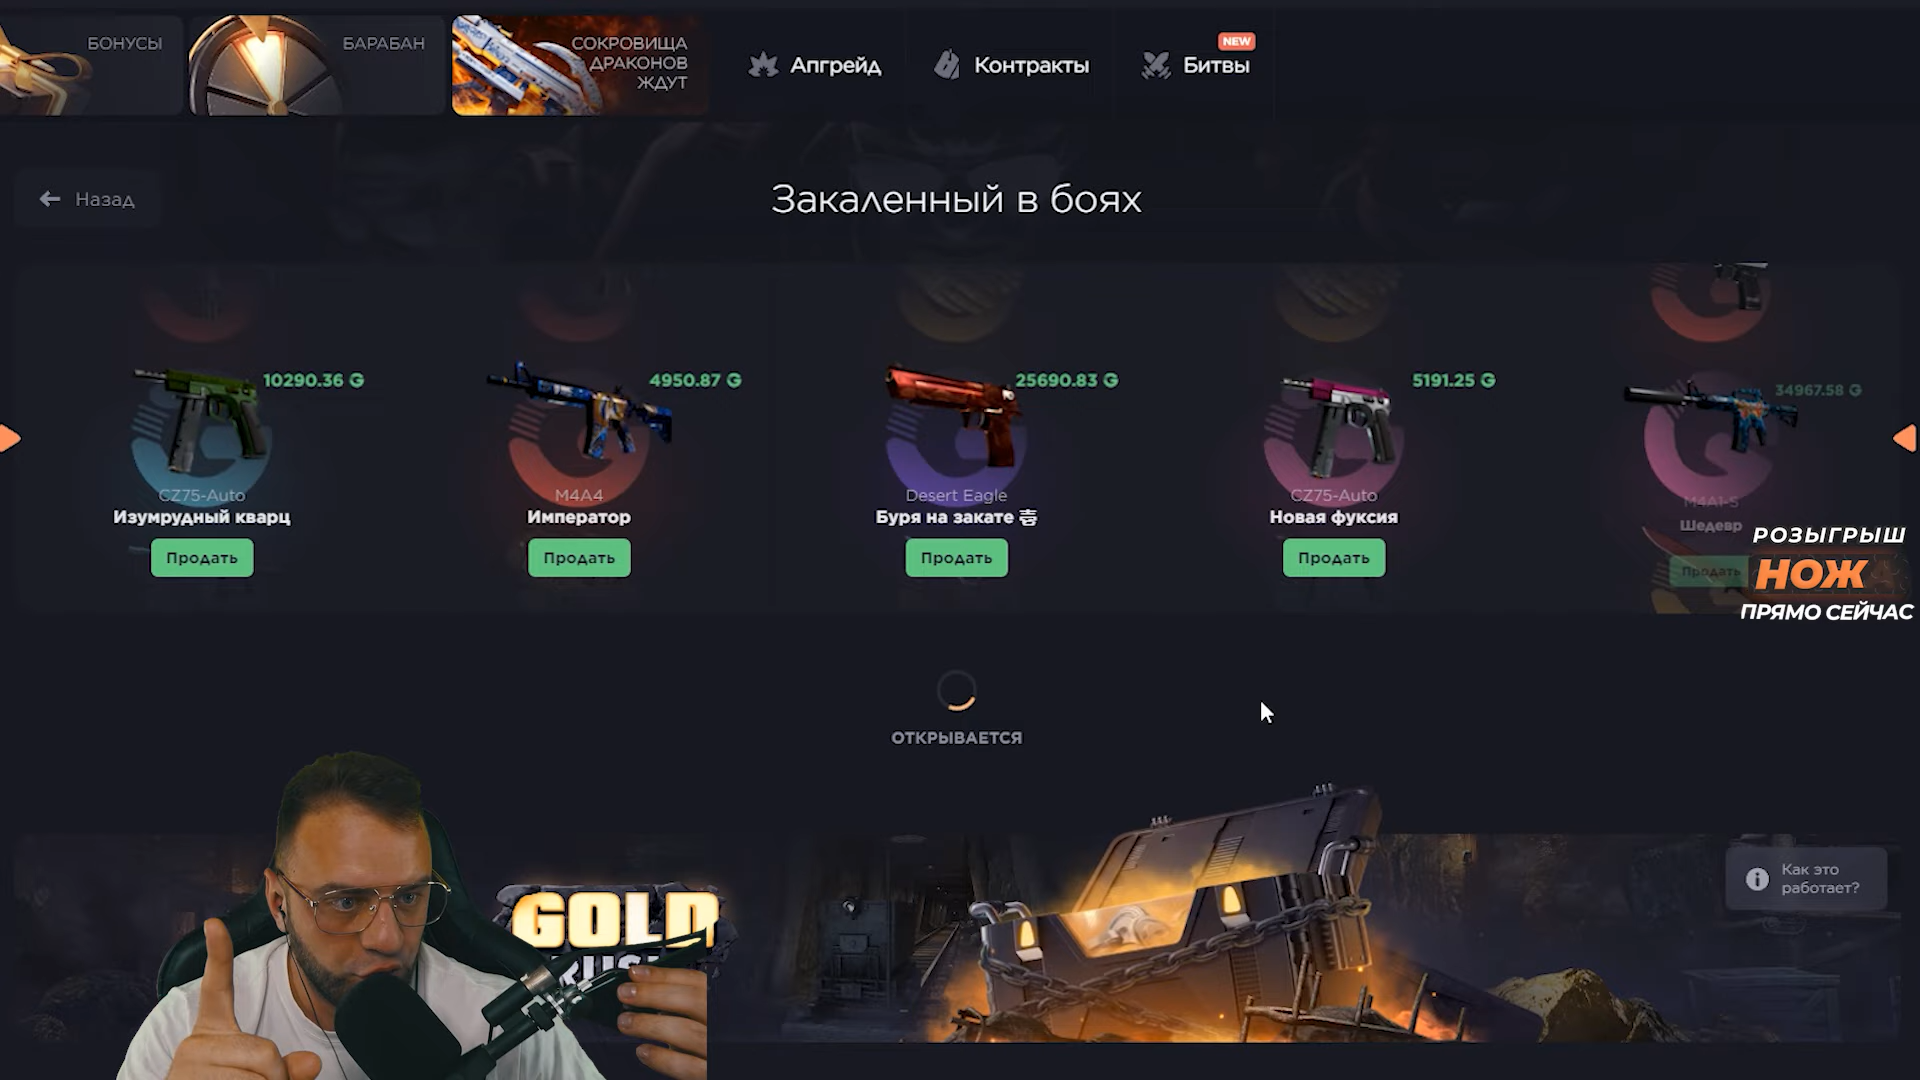 БОНУСЫ
БАРАБАН
СОКРОВИЩА
ДРАКОНОВ
ЖДУТ
Апгрейд
Контракты
NEW
Битвы
Назад
Закаленный в боях
10290.36 G
4950.87 G
25690.83 G
5191.25 G
34967.58 G
CZ75-Auto
Изумрудный кварц
Продать
M4A4
Император
Продать
Desert Eagle
Буря на закате 壱
Продать
CZ75-Auto
Новая фуксия
Продать
M4A1-S
Шедевр
Продать
РОЗЫГРЫШ
НОЖА
ПРЯМО СЕЙЧАС
ОТКРЫВАЕТСЯ
GOLD
Как это
работает?